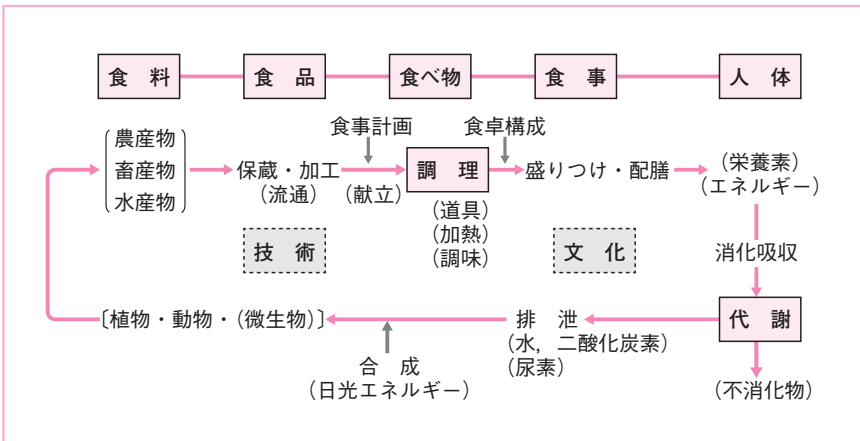 食 料　食 品　食べ物　食 事　人 体
食事計画　食卓構成
農産物
畜産物
水産物
保蔵・加工
(流通)
(献立)
調 理
(道具)
(加熱)
(調味)
盛りつけ・配膳
(栄養素)
(エネルギー)
技 術
文 化
消化吸収
代 謝
(不消化物)
排 泄
(水,二酸化炭素)
(尿素)
合 成
(日光エネルギー)
〔植物・動物・(微生物)〕